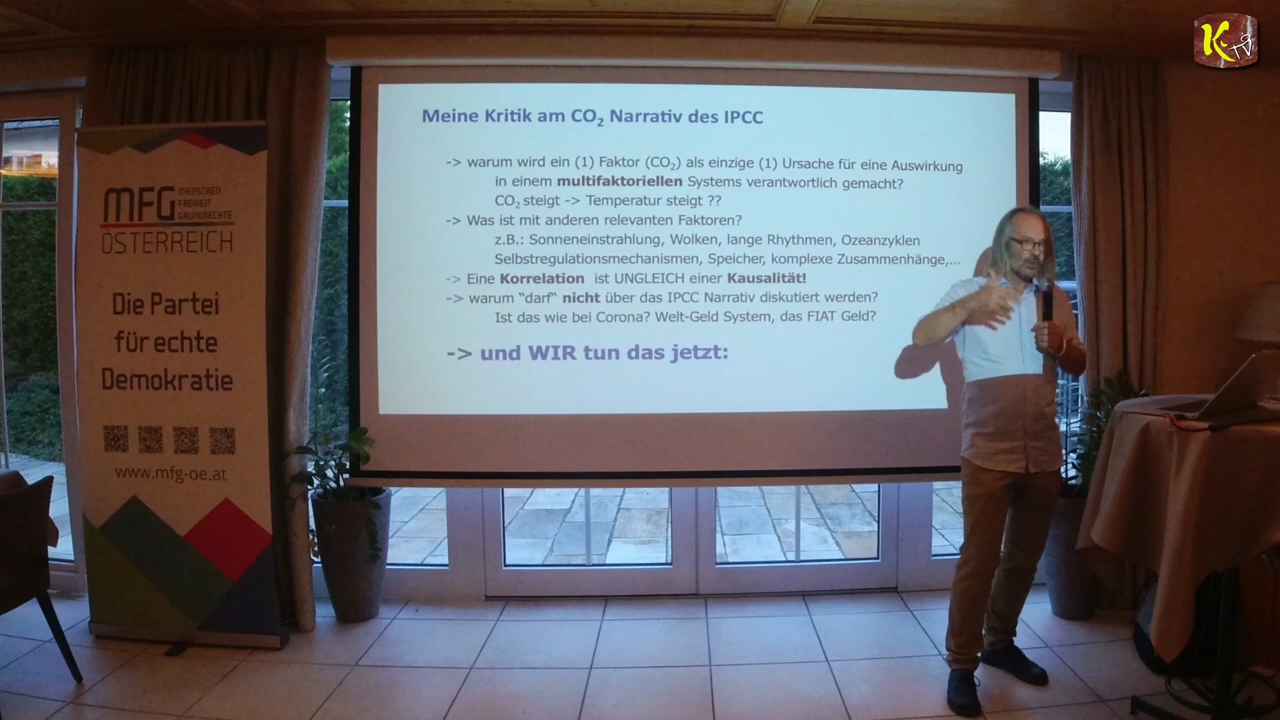 K
TV
MFG MENSCHEN
FREIHEIT
GRUNDRECHTE
ÖSTERREICH
Die Partei
für echte
Demokratie
www.mfg-oe.at
Meine Kritik am CO₂ Narrativ des IPCC
-> warum wird ein (1) Faktor (CO₂) als einzige (1) Ursache für eine Auswirkung
in einem multifaktoriellen Systems verantwortlich gemacht?
CO₂ steigt -> Temperatur steigt ??
-> Was ist mit anderen relevanten Faktoren?
z.B.: Sonneneinstrahlung, Wolken, lange Rhythmen, Ozeanzyklen
Selbstregulationsmechanismen, Speicher, komplexe Zusammenhänge,...
-> Eine Korrelation ist UNGLEICH einer Kausalität!
-> warum "darf" nicht über das IPCC Narrativ diskutiert werden?
Ist das wie bei Corona? Welt-Geld System, das FIAT Geld?
-> und WIR tun das jetzt: